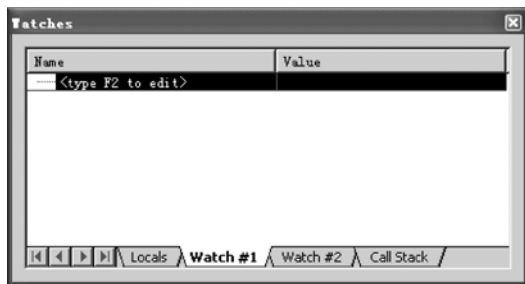 Watches
Name Value
<type F2 to edit>
Locals Watch #1 Watch #2 Call Stack